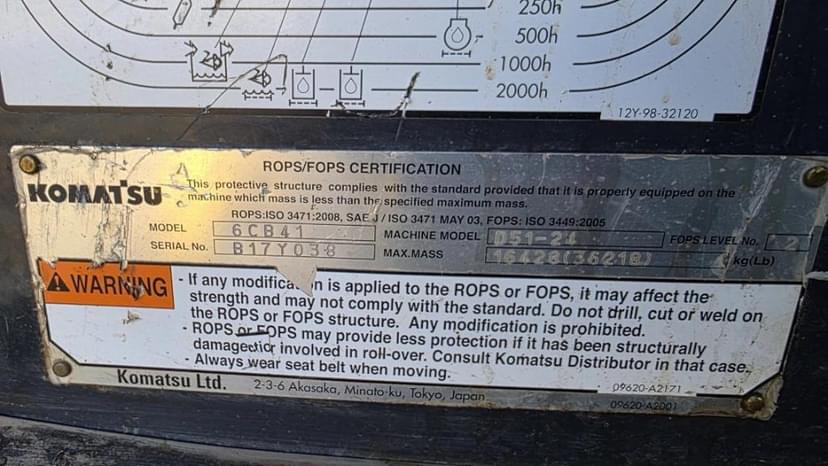 250h
500h
1000h
2000h
12Y-98-32120
ROPS/FOPS CERTIFICATION
KOMATSU
This protective structure complies with the standard provided that it is properly equipped on the
machine which mass is less than the specified maximum mass.
ROPS:ISO 3471:2008, SAE J / ISO 3471 MAY 03, FOPS: ISO 3449:2005
MODEL 6CB41 MACHINE MODEL D51-24 FOPS LEVEL No. 2
SERIAL No. B17Y038 MAX.MASS 16428(36218) kg(Lb)
WARNING
- If any modification is applied to the ROPS or FOPS, it may affect the
strength and may not comply with the standard. Do not drill, cut or weld on
the ROPS or FOPS structure. Any modification is prohibited.
- ROPS or FOPS may provide less protection if it has been structurally
damaged or involved in roll-over. Consult Komatsu Distributor in that case.
- Always wear seat belt when moving.
Komatsu Ltd. 2-3-6 Akasaka, Minato-ku, Tokyo, Japan
09620-A2171
09620-A2001